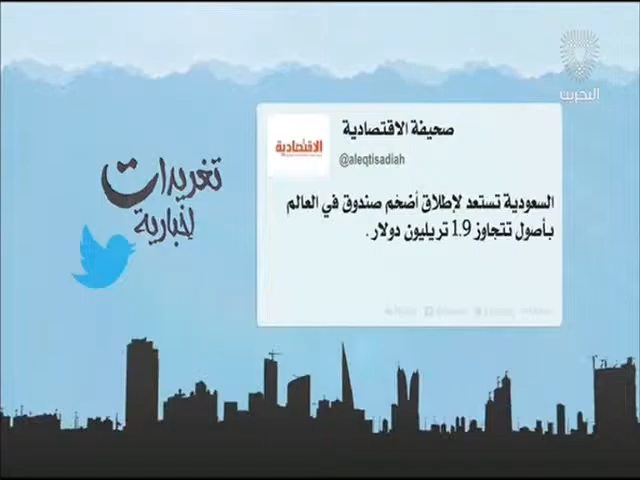 البحرين
صحيفة الاقتصادية
الاقتصادية
@aleqtisadiah
تغريدات
إخبارية
السعودية تستعد لإطلاق أضخم صندوق في العالم
بأصول تتجاوز 1.9 تريليون دولار.